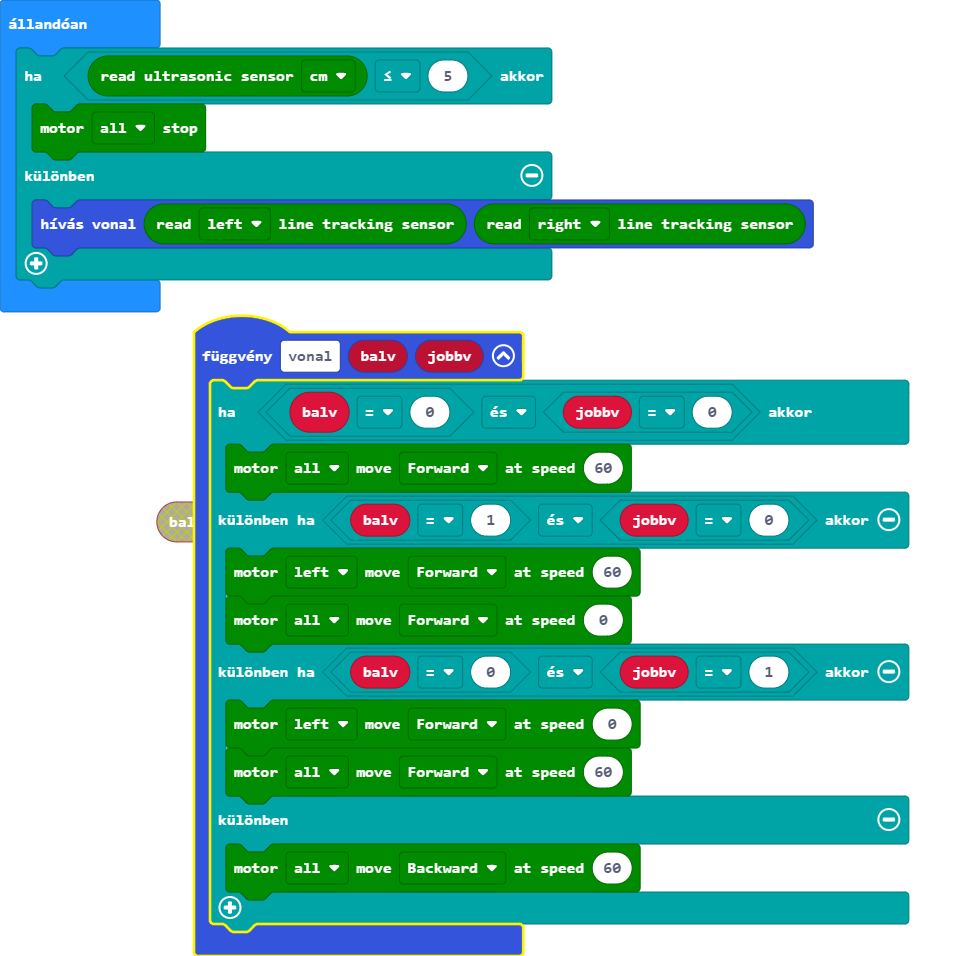 állandóan
ha read ultrasonic sensor cm ≤ 5 akkor
motor all stop
különben
hívás vonal read left line tracking sensor read right line tracking sensor
függvény vonal balv jobbv
ha balv = 0 és jobbv = 0 akkor
motor all move Forward at speed 60
bal
különben ha balv = 1 és jobbv = 0 akkor
motor left move Forward at speed 60
motor all move Forward at speed 0
különben ha balv = 0 és jobbv = 1 akkor
motor left move Forward at speed 0
motor all move Forward at speed 60
különben
motor all move Backward at speed 60